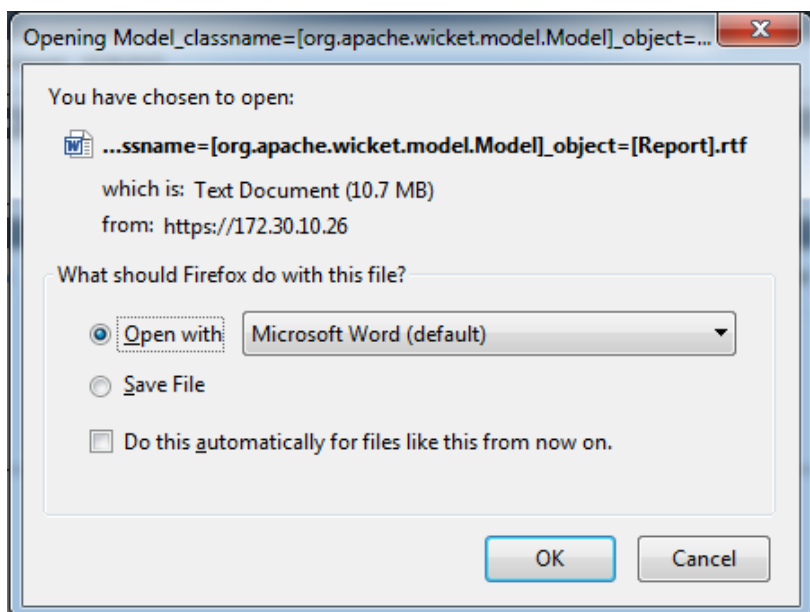 Opening Model_classname=[org.apache.wicket.model.Model]_object=...
You have chosen to open:
...ssname=[org.apache.wicket.model.Model]_object=[Report].rtf
which is: Text Document (10.7 MB)
from: https://172.30.10.26
What should Firefox do with this file?
Open with Microsoft Word (default)
Save File
Do this automatically for files like this from now on.
OK Cancel